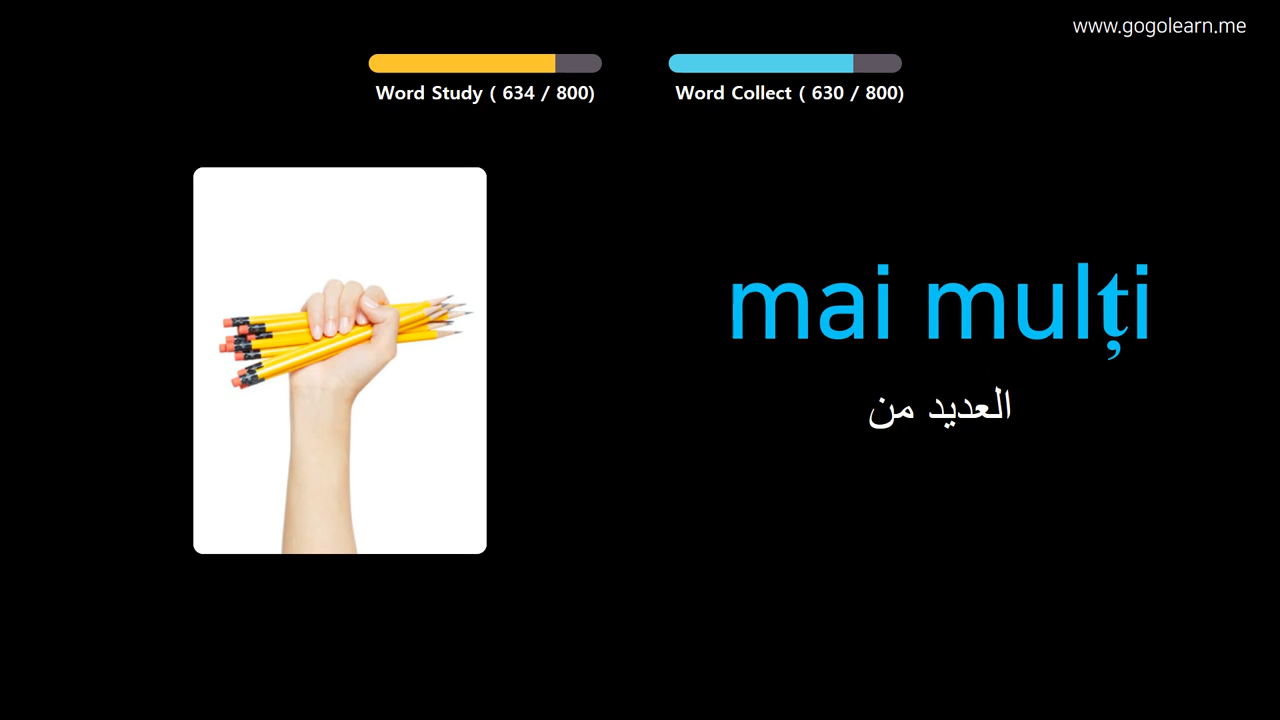 www.gogolearn.me
Word Study ( 634 / 800)
Word Collect ( 630 / 800)
mai mulți
العديد من